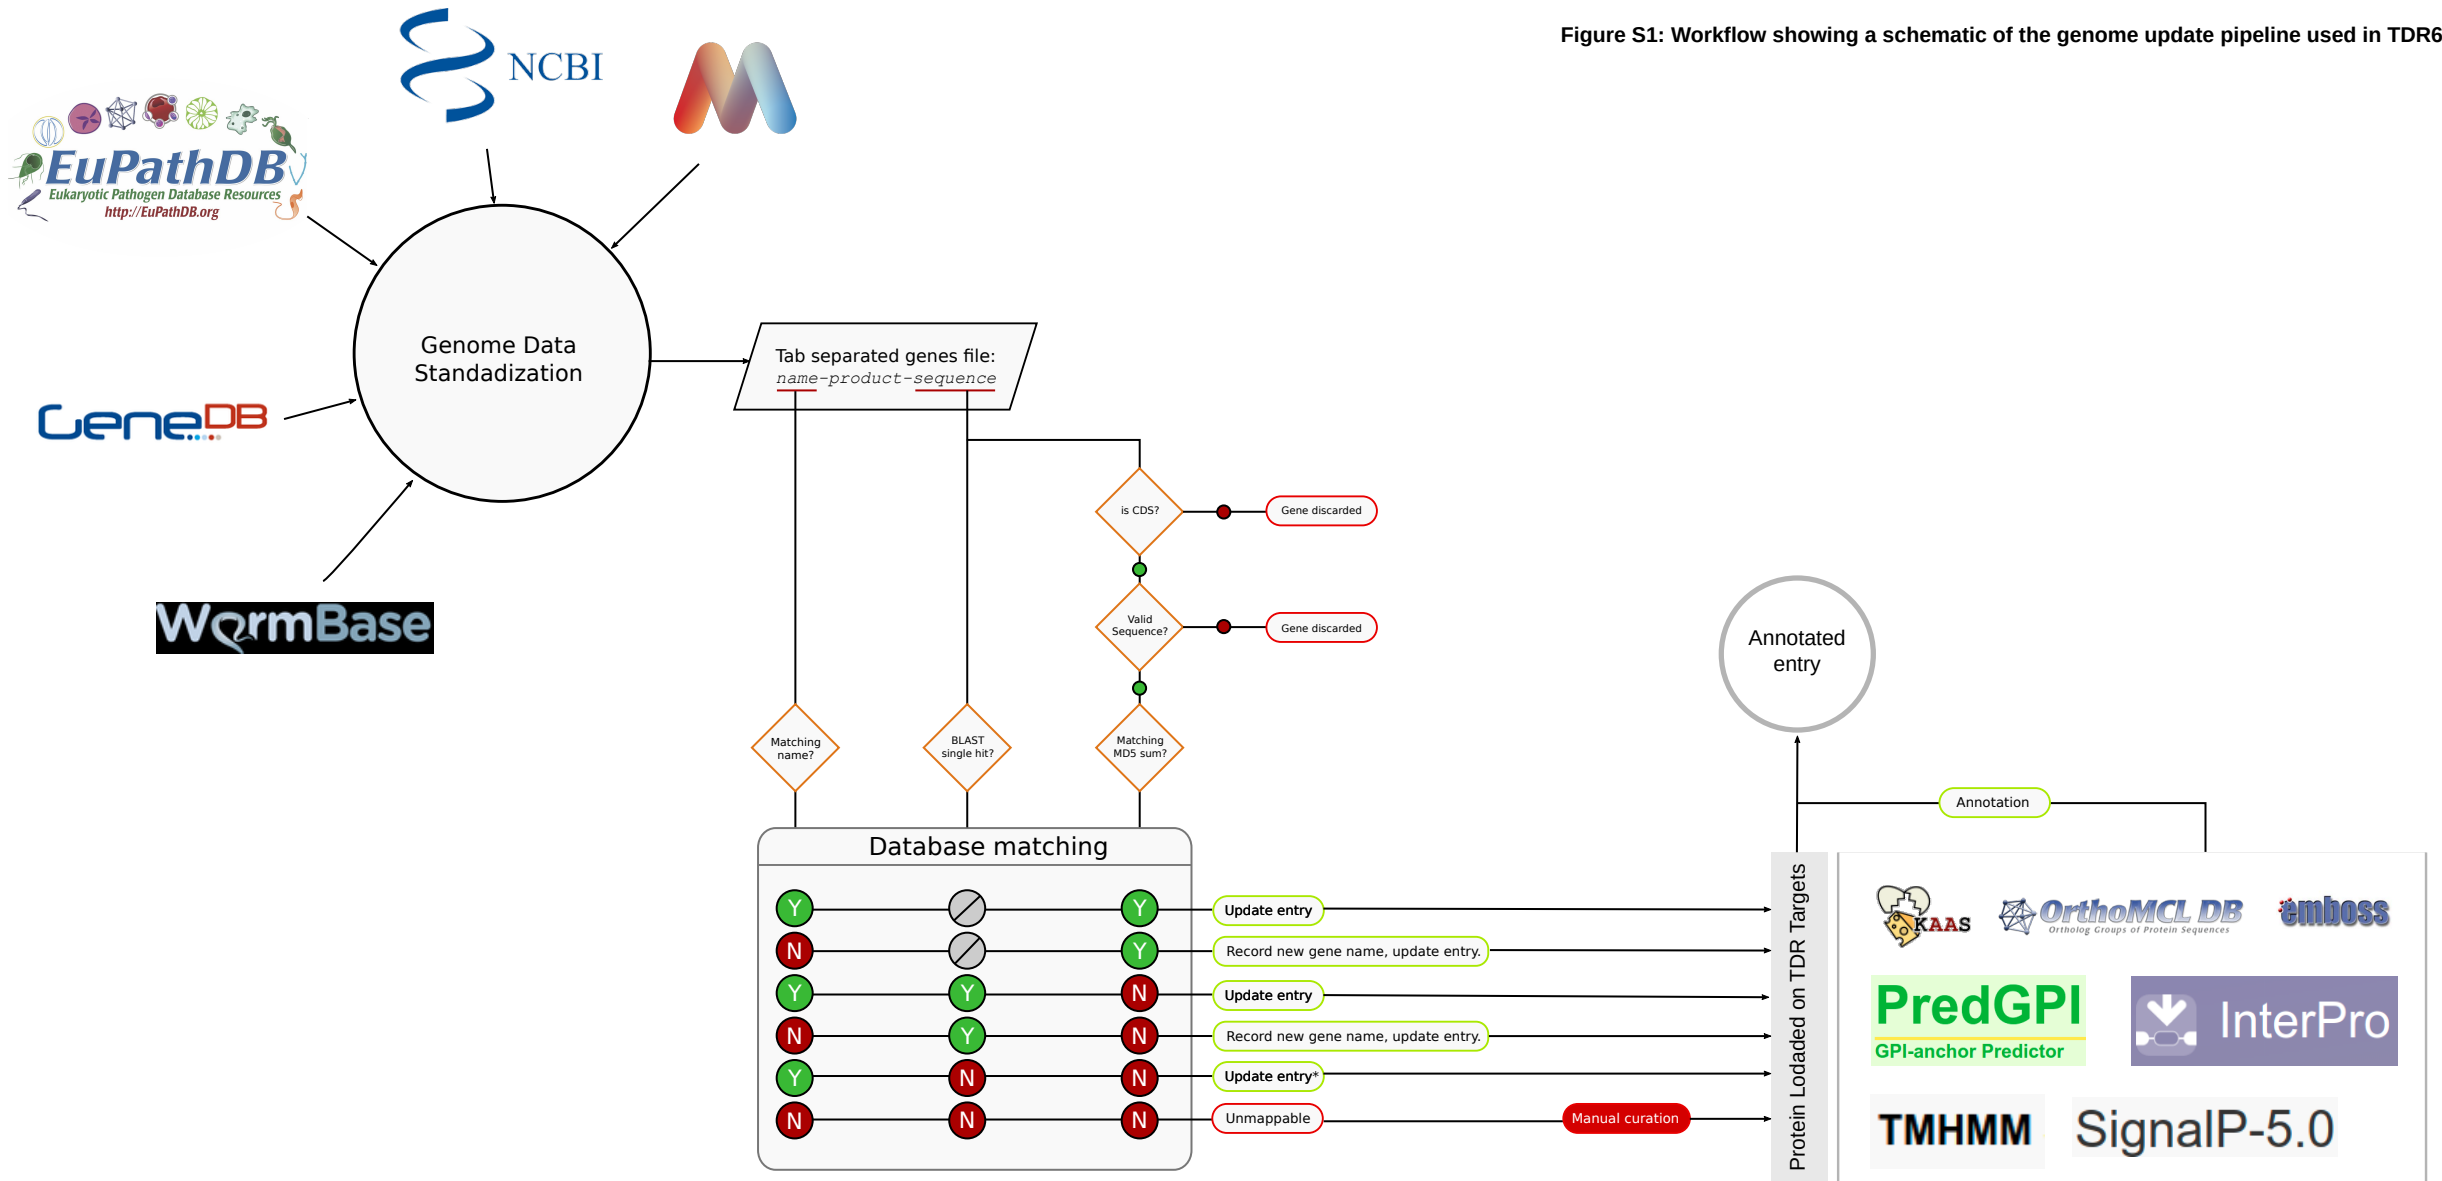 Figure S1: Workflow showing a schematic of the genome update pipeline used in TDR6
NCBI
EuPathDB
Eukaryotic Pathogen Database Resources
http://EuPathDB.org
GeneDB
WormBase
Genome Data
Standadization
Tab separated genes file:
name-product-sequence
is CDS?
Gene discarded
Valid
Sequence?
Gene discarded
Matching
name?
BLAST
single hit?
Matching
MD5 sum?
Database matching
Y Y Update entry
N Y Record new gene name, update entry.
Y Y N Update entry
N Y N Record new gene name, update entry.
Y N N Update entry*
N N N Unmappable Manual curation
Protein Lodaded on TDR Targets
Annotated
entry
Annotation
KAAS
OrthoMCL DB
Ortholog Groups of Protein Sequences
emboss
PredGPI
GPI-anchor Predictor
InterPro
TMHMM
SignalP-5.0